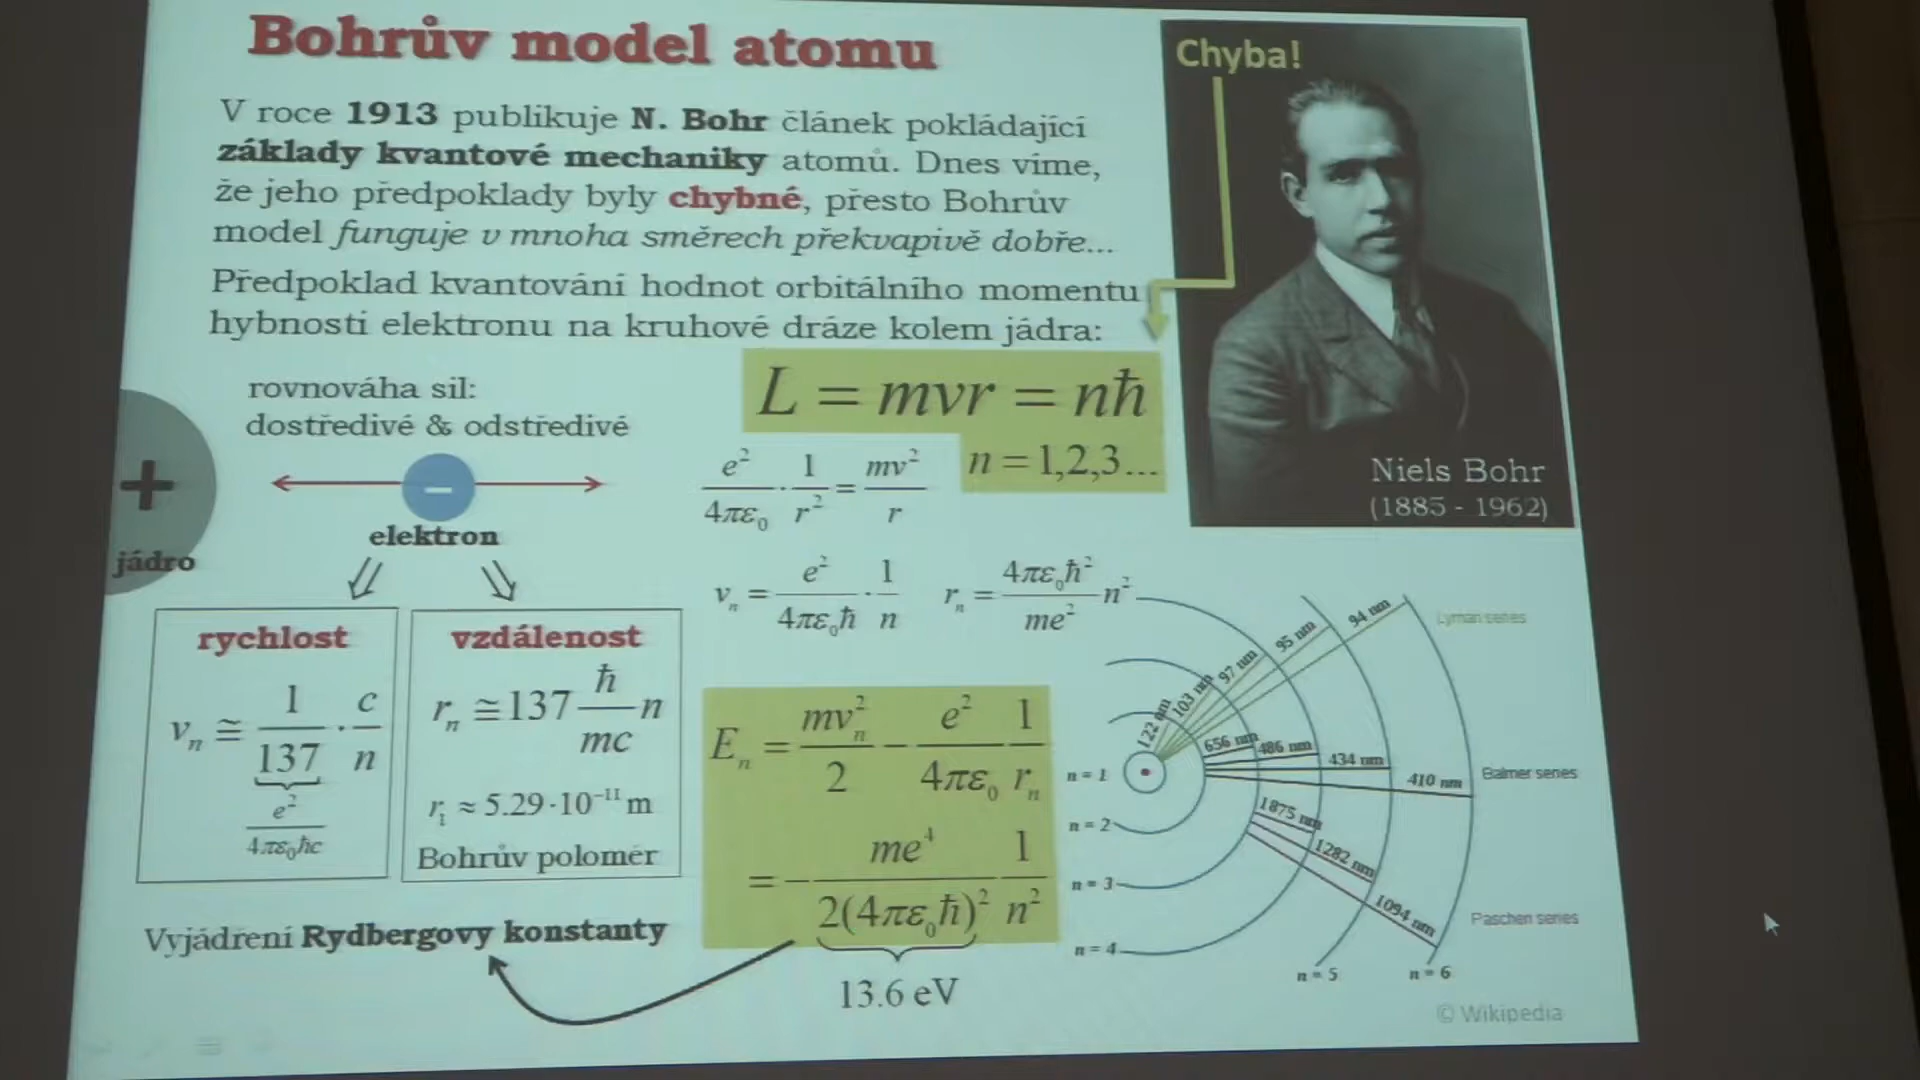 Bohrův model atomu
V roce 1913 publikuje N. Bohr článek pokládající
základy kvantové mechaniky atomů. Dnes víme,
že jeho předpoklady byly chybné, přesto Bohrův
model funguje v mnoha směrech překvapivě dobře...
Předpoklad kvantování hodnot orbitálního momentu
hybnosti elektronu na kruhové dráze kolem jádra:
Chyba!
Niels Bohr
(1885 - 1962)
L = mvr = nħ
n = 1,2,3...
rovnováha sil:
dostředivé & odstředivé
+
−
elektron
jádro
e²/4πε₀ · 1/r² = mv²/r
vₙ = e²/4πε₀ħ · 1/n
rₙ = 4πε₀ħ²/me² n²
rychlost
vₙ ≅ 1/137 · c/n
e²/4πε₀ħc
vzdálenost
rₙ ≅ 137 ħ/mc n
r₁ ≈ 5.29·10⁻¹¹ m
Bohrův poloměr
Eₙ = mvₙ²/2 − e²/4πε₀ 1/rₙ
= − me⁴/2(4πε₀ħ)² 1/n²
13.6 eV
Vyjádření Rydbergovy konstanty
122 nm
103 nm
97 nm
95 nm
94 nm
Lyman series
656 nm
486 nm
434 nm
410 nm
Balmer series
1875 nm
1282 nm
1094 nm
Paschen series
n = 1
n = 2
n = 3
n = 4
n = 5
n = 6
© Wikipedia